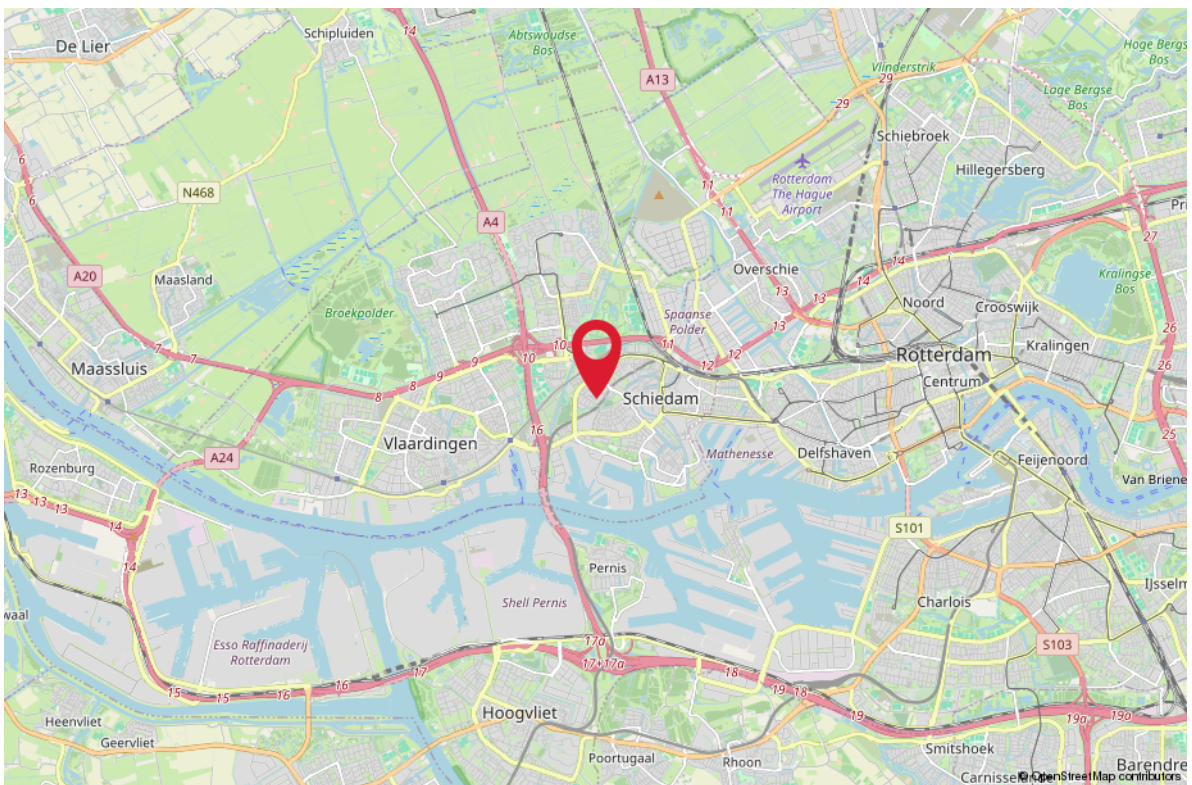 De Lier
Schipluiden
14
Abtswoudse
Bos
A13
Vlinderstrik
29
29
Hoge Bergs
Bos
Lage Bergse
Bos
Schiebroek
Hillegersberg
6
6
N468
A4
11
11
Rotterdam
The Hague
Airport
Pri
27
A20
Maasland
Broekpolder
Overschie
13
13
14
14
Noord
Crooswijk
Kralingse
Bos
Spaanse
Polder
13
26
26
Kralingen
7
7
Maassluis
8
9
9
10
10
10
11
12
12
Rotterdam
Centrum
Schiedam
16
Vlaardingen
Mathenesse
Delfshaven
Feijenoord
25
Van Briene
Rozenburg
A24
13
13
14
14
S101
Pernis
Shell Pernis
Charlois
IJsselm
waal
Esso Raffinaderij
Rotterdam
17a
17+17a
S103
15
15
16
16
17
18
19
18
19
19a
19a
Heenvliet
Geervliet
Hoogvliet
Poortugaal
Rhoon
Smitshoek
Barendre
Carnisselande
© OpenStreetMap contributors